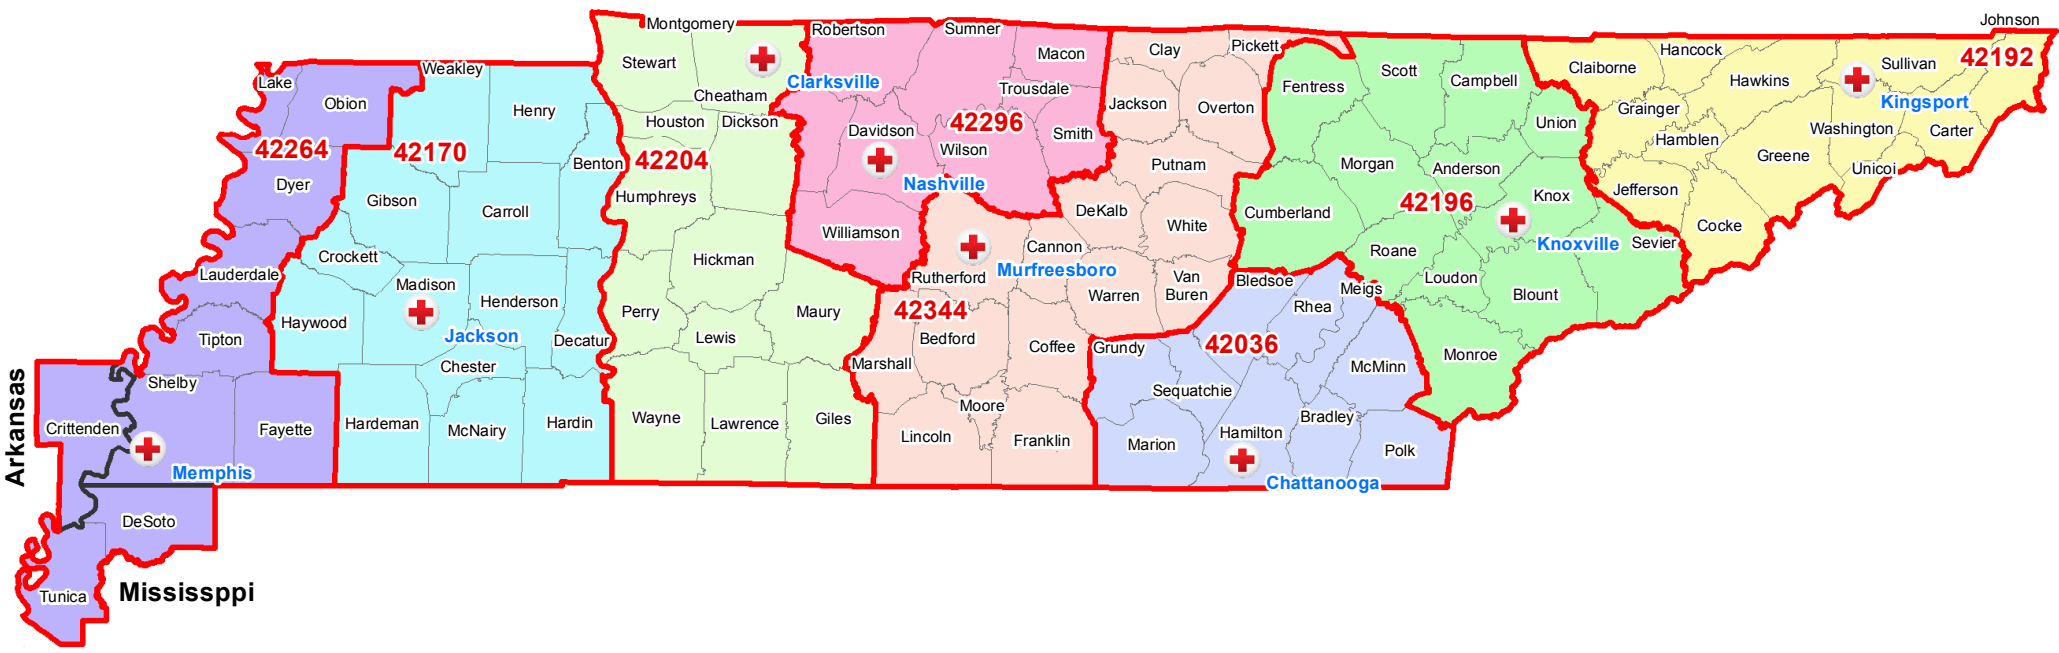 Johnson
Montgomery
Robertson
Sumner
Pickett
Clay
Macon
Hancock
Sullivan
42192
Stewart
Weakley
Scott
Claiborne
Lake
Clarksville
Fentress
Campbell
Hawkins
Trousdale
Cheatham
Obion
Jackson
Overton
Kingsport
Henry
Grainger
Houston
Dickson
42296
Union
Davidson
Smith
Washington
Carter
42264
42170
Hamblen
Wilson
42204
Benton
Putnam
Morgan
Anderson
Greene
Unicoi
Dyer
Nashville
Jefferson
Humphreys
Knox
Gibson
42196
Carroll
DeKalb
Cumberland
White
Cocke
Williamson
Knoxville
Sevier
Cannon
Crockett
Roane
Hickman
Murfreesboro
Lauderdale
Rutherford
Madison
Van
Buren
Bledsoe
Loudon
Meigs
Warren
Blount
Henderson
Rhea
Perry
Maury
42344
Haywood
Jackson
Lewis
Bedford
Tipton
Decatur
Coffee
Grundy
42036
Monroe
Marshall
Chester
McMinn
Shelby
Sequatchie
Arkansas
Moore
Wayne
Giles
Bradley
Hardeman
Hardin
Lawrence
Crittenden
Fayette
McNairy
Hamilton
Lincoln
Franklin
Marion
Polk
Memphis
Chattanooga
DeSoto
Mississppi
Tunica